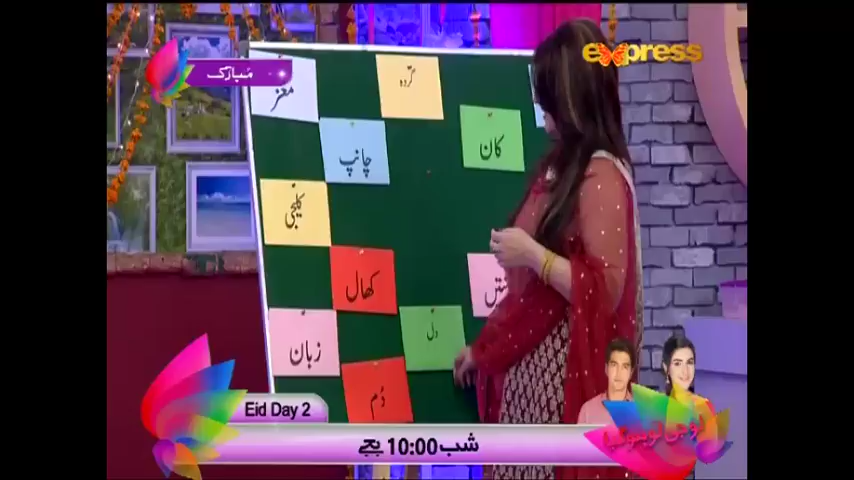 express
مبارک
مغز
گردہ
چانپ
کان
کلیجی
کھال
زبان
دل
دُم
Eid Day 2
شب 10:00 بجے